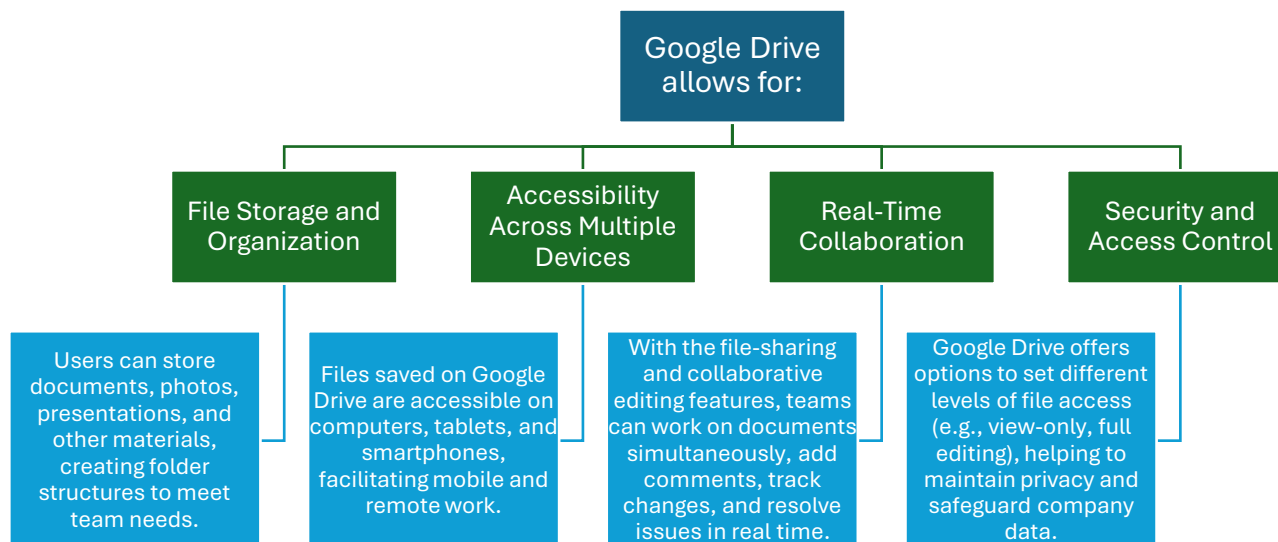 Google Drive
allows for:
File Storage and
Organization
Accessibility
Across Multiple
Devices
Real-Time
Collaboration
Security and
Access Control
Users can store
documents, photos,
presentations, and
other materials,
creating folder
structures to meet
team needs.
Files saved on Google
Drive are accessible on
computers, tablets, and
smartphones,
facilitating mobile and
remote work.
With the file-sharing
and collaborative
editing features, teams
can work on documents
simultaneously, add
comments, track
changes, and resolve
issues in real time.
Google Drive offers
options to set different
levels of file access
(e.g., view-only, full
editing), helping to
maintain privacy and
safeguard company
data.